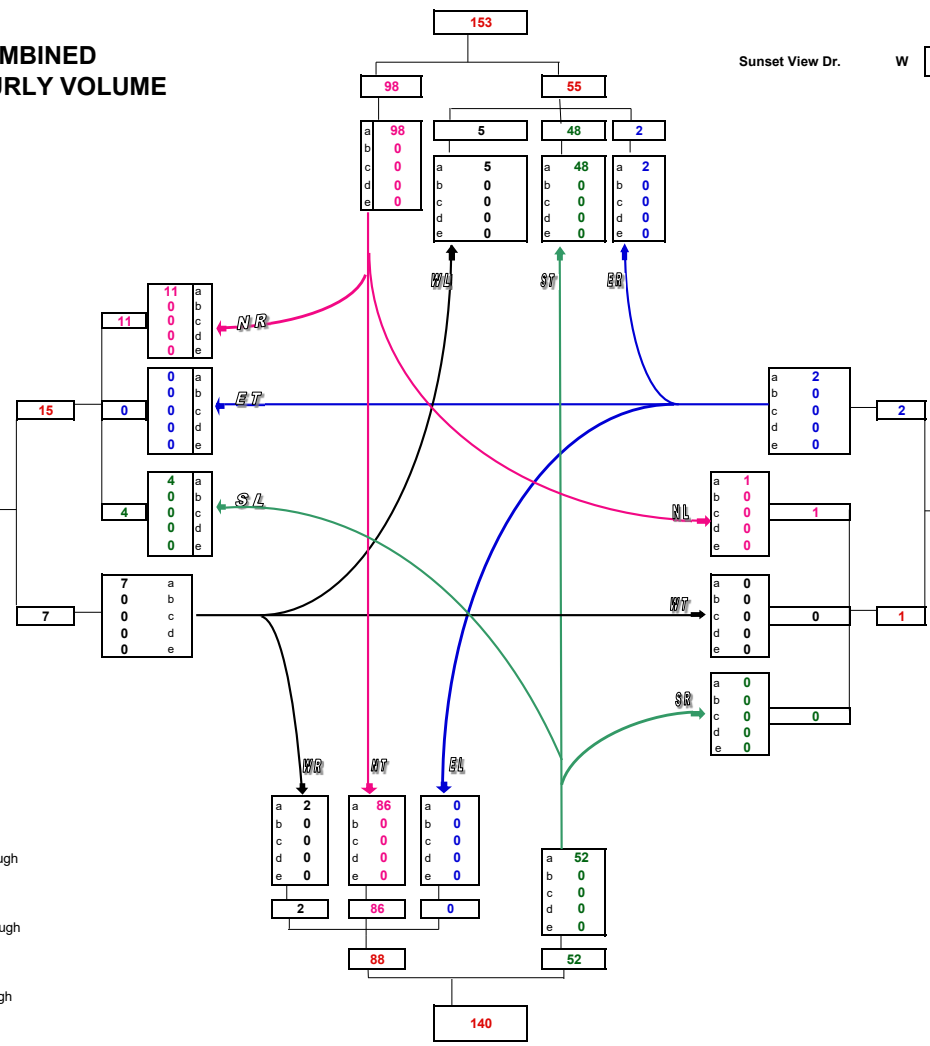 153
MBINED
Sunset View Dr. W
RLY VOLUME
98 55
5 48 2
a 98
b 0
c 0
d 0
e 0
a 5
b 0
c 0
d 0
e 0
a 48
b 0
c 0
d 0
e 0
a 2
b 0
c 0
d 0
e 0
WL ST ER
11 a
0 b
0 c
0 d
0 e
11
NR
0 a
0 b
0 c
0 d
0 e
15 0
ET
a 2
b 0
c 0
d 0
e 0
2
4 a
0 b
0 c
0 d
0 e
4
SL
NL
a 1
b 0
c 0
d 0
e 0
1
7 a
0 b
0 c
0 d
0 e
7
WT
a 0
b 0
c 0
d 0
e 0
0 1
SR
a 0
b 0
c 0
d 0
e 0
0
WR NT EL
a 2
b 0
c 0
d 0
e 0
a 86
b 0
c 0
d 0
e 0
a 0
b 0
c 0
d 0
e 0
a 52
b 0
c 0
d 0
e 0
ugh
2 86 0
ugh
88 52
gh
140